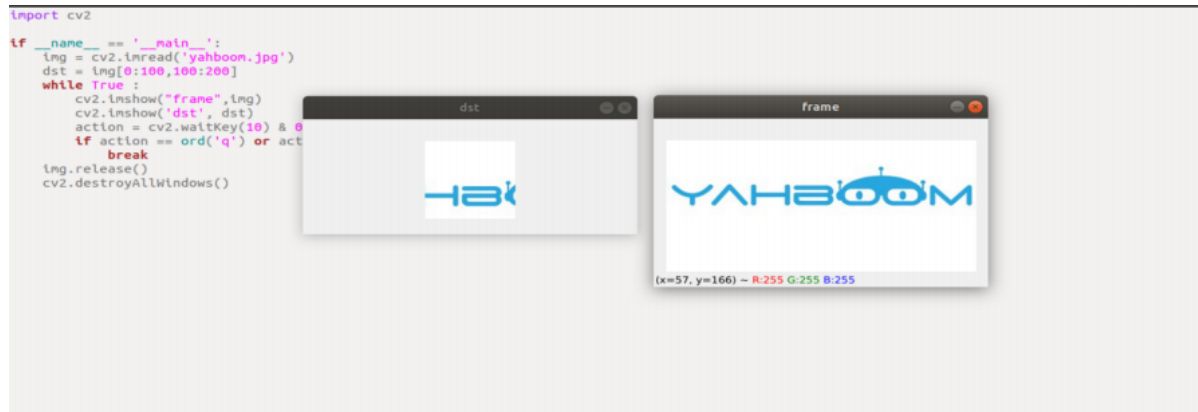 import cv2
if __name__ == '__main__':
    img = cv2.imread('yahboom.jpg')
    dst = img[0:100,100:200]
    while True :
        cv2.imshow("frame",img)
        cv2.imshow('dst', dst)
        action = cv2.waitKey(10) & 0
        if action == ord('q') or act
            break
    img.release()
    cv2.destroyAllWindows()
dst
HB
frame
YAHBOOM
(x=57, y=166) ~ R:255 G:255 B:255